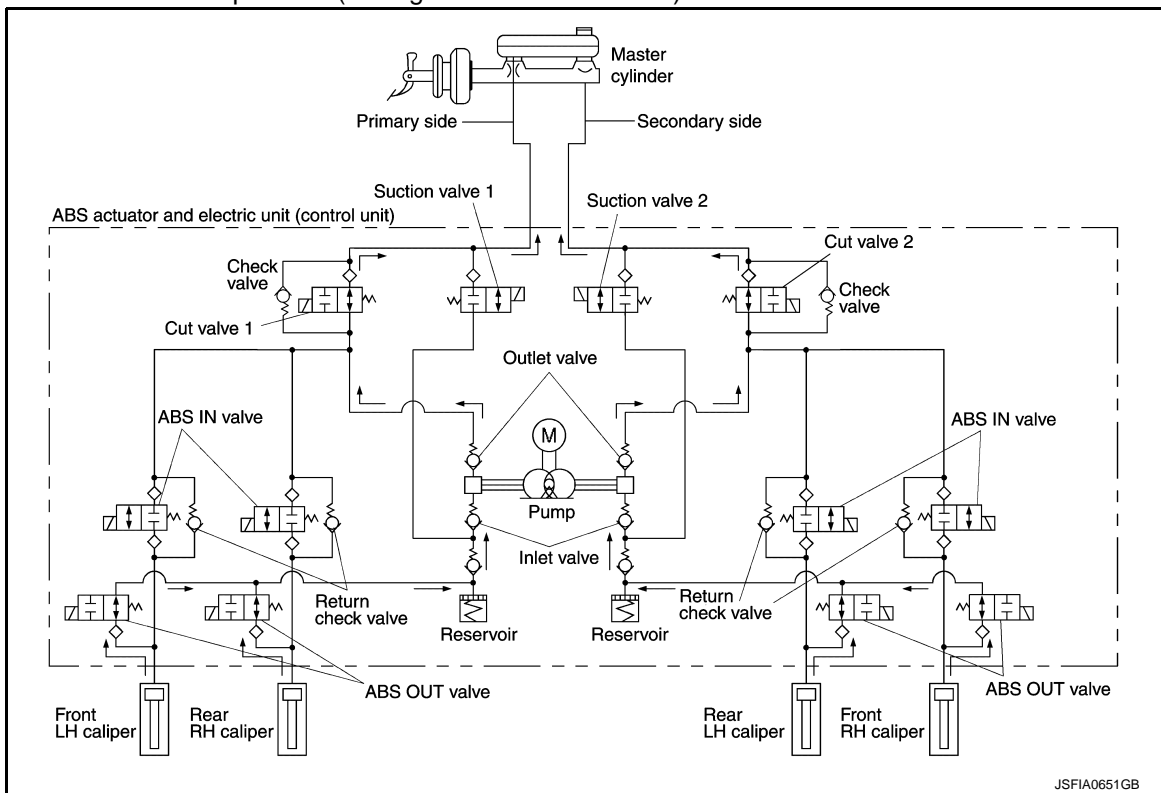 Master
cylinder
Primary side
Secondary side
Suction valve 1
Suction valve 2
ABS actuator and electric unit (control unit)
Cut valve 2
Check
valve
Check
valve
Cut valve 1
Outlet valve
ABS IN valve
ABS IN valve
M
Pump
Inlet valve
Return
check valve
Return
check valve
Reservoir
Reservoir
ABS OUT valve
ABS OUT valve
Front
LH caliper
Rear
RH caliper
Rear
LH caliper
Front
RH caliper
JSFIA0651GB